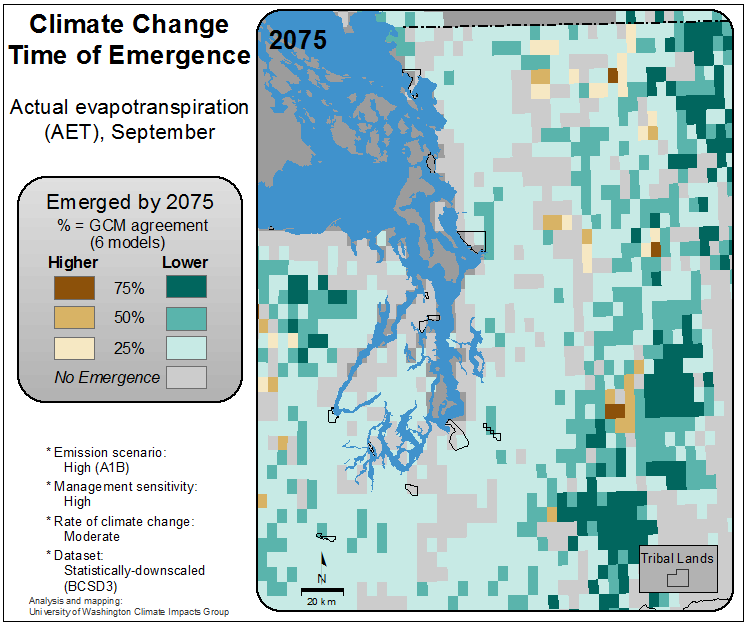 Climate Change
Time of Emergence
Actual evapotranspiration
(AET), September
Emerged by 2075
% = GCM agreement
(6 models)
Higher Lower
75%
50%
25%
No Emergence
* Emission scenario:
High (A1B)
* Management sensitivity:
High
* Rate of climate change:
Moderate
* Dataset:
Statistically-downscaled
(BCSD3)
Analysis and mapping:
University of Washington Climate Impacts Group
2075
N
20 km
Tribal Lands